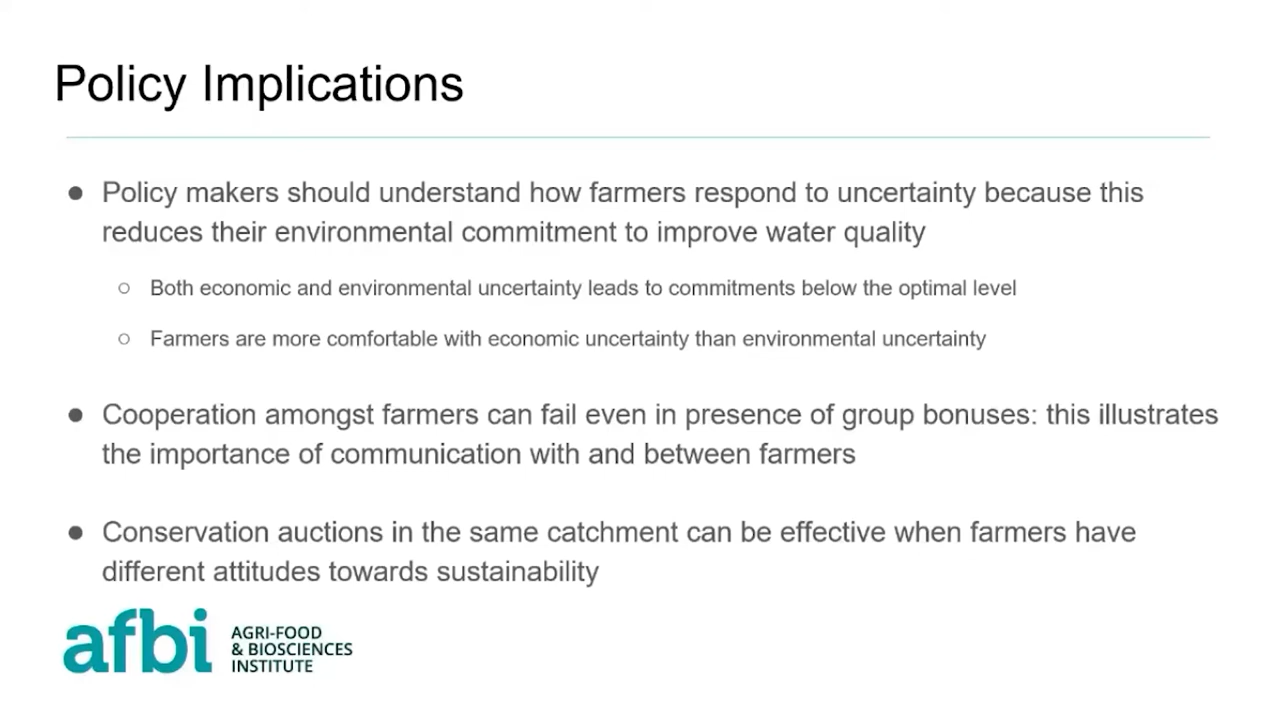 Policy Implications
● Policy makers should understand how farmers respond to uncertainty because this
reduces their environmental commitment to improve water quality
○ Both economic and environmental uncertainty leads to commitments below the optimal level
○ Farmers are more comfortable with economic uncertainty than environmental uncertainty
● Cooperation amongst farmers can fail even in presence of group bonuses: this illustrates
the importance of communication with and between farmers
● Conservation auctions in the same catchment can be effective when farmers have
different attitudes towards sustainability
afbi
AGRI-FOOD
& BIOSCIENCES
INSTITUTE